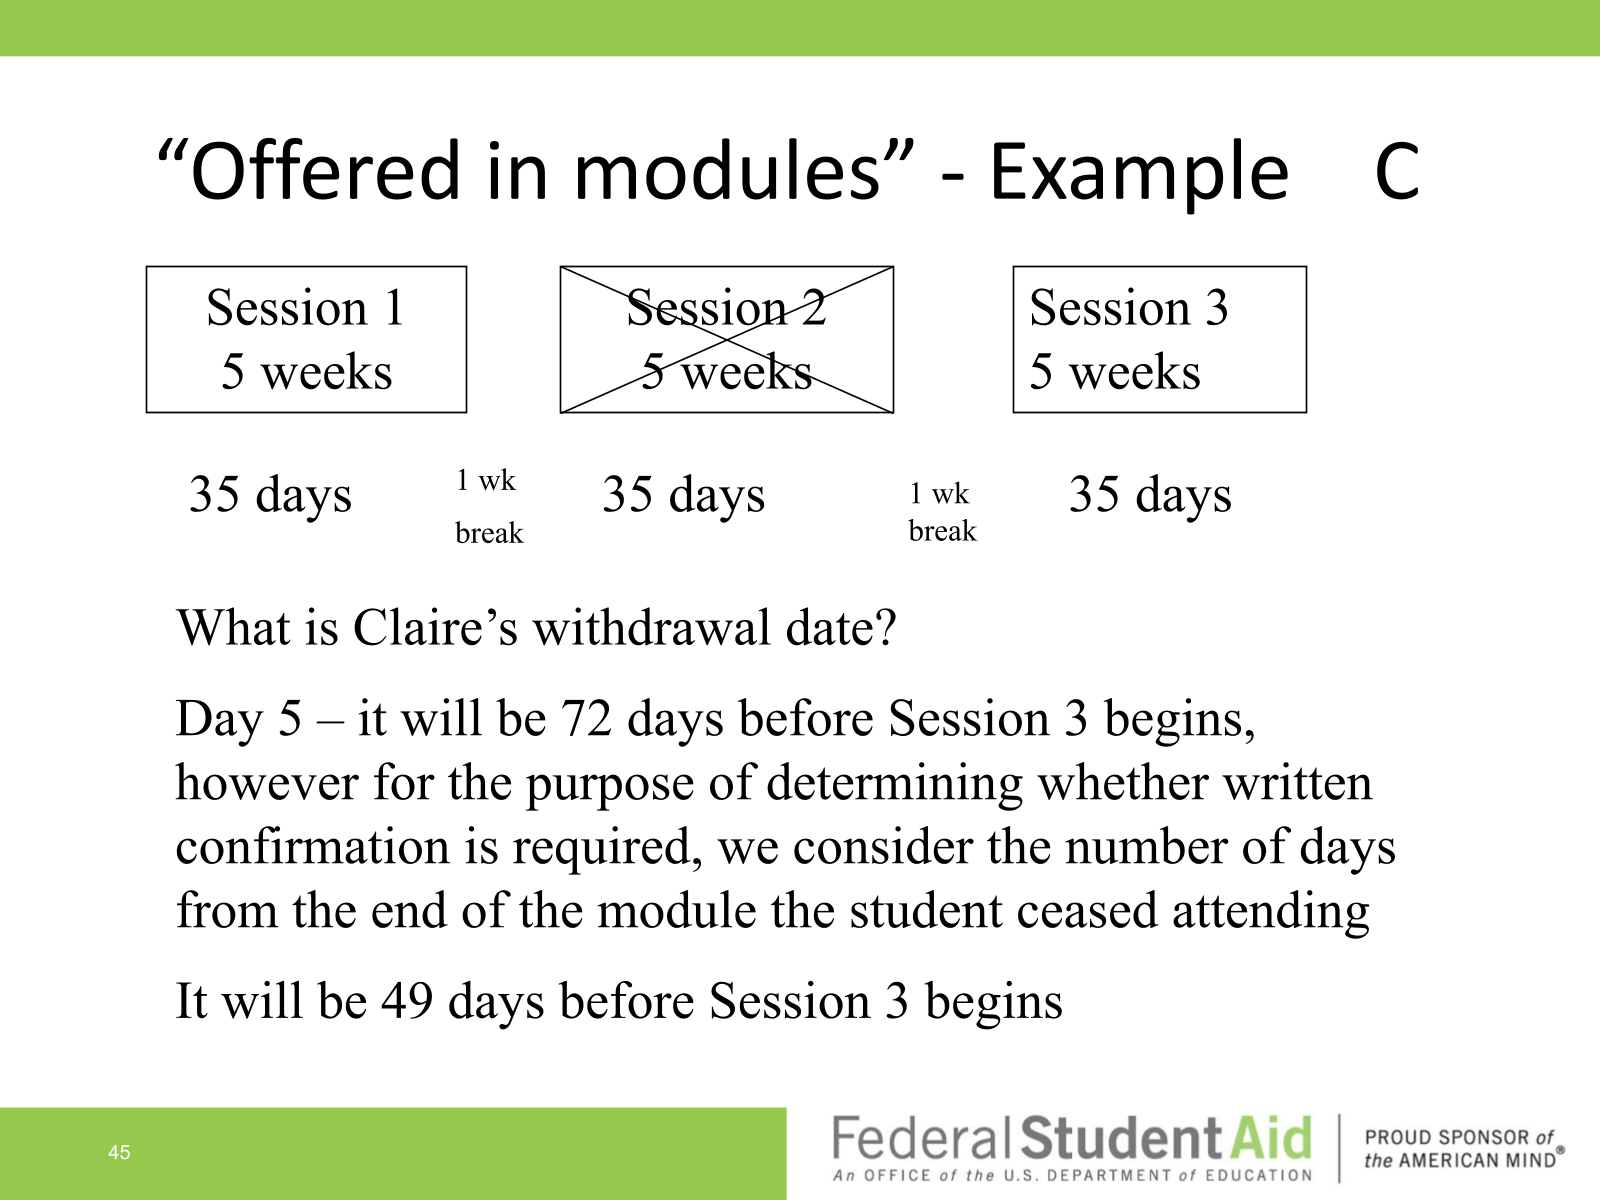 “Offered in modules” - Example C
Session 1
5 weeks
Session 2
5 weeks
Session 3
5 weeks
35 days
1 wk
break
35 days
1 wk
break
35 days
What is Claire’s withdrawal date?
Day 5 – it will be 72 days before Session 3 begins,
however for the purpose of determining whether written
confirmation is required, we consider the number of days
from the end of the module the student ceased attending
It will be 49 days before Session 3 begins
45
Federal Student Aid
An OFFICE of the U.S. DEPARTMENT of EDUCATION
PROUD SPONSOR of
the AMERICAN MIND®